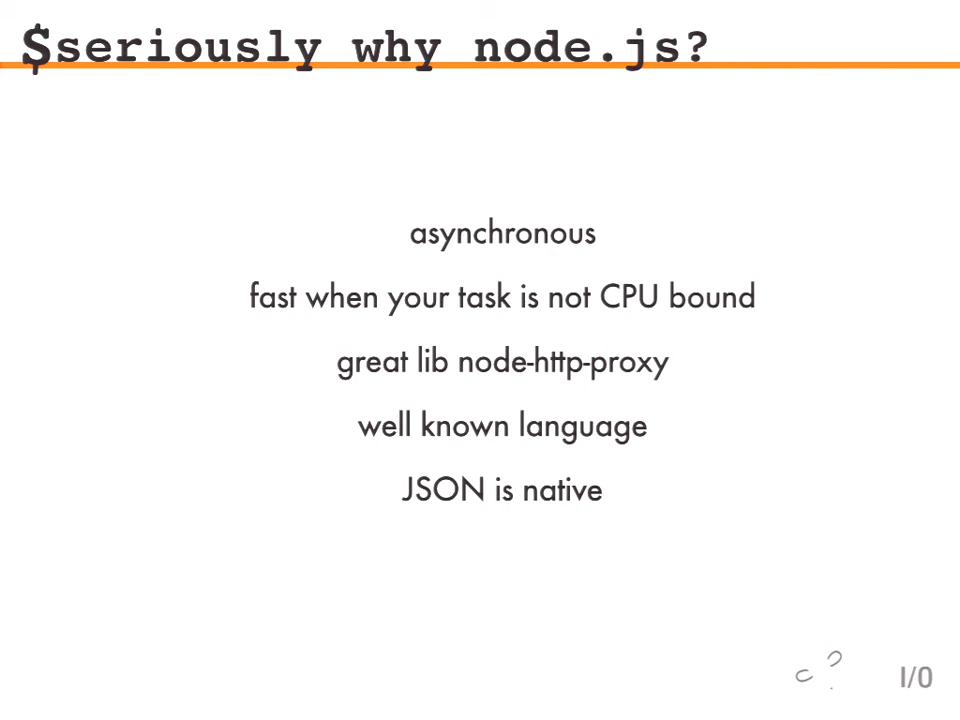 $seriously why node.js?
asynchronous
fast when your task is not CPU bound
great lib node-http-proxy
well known language
JSON is native
I/O